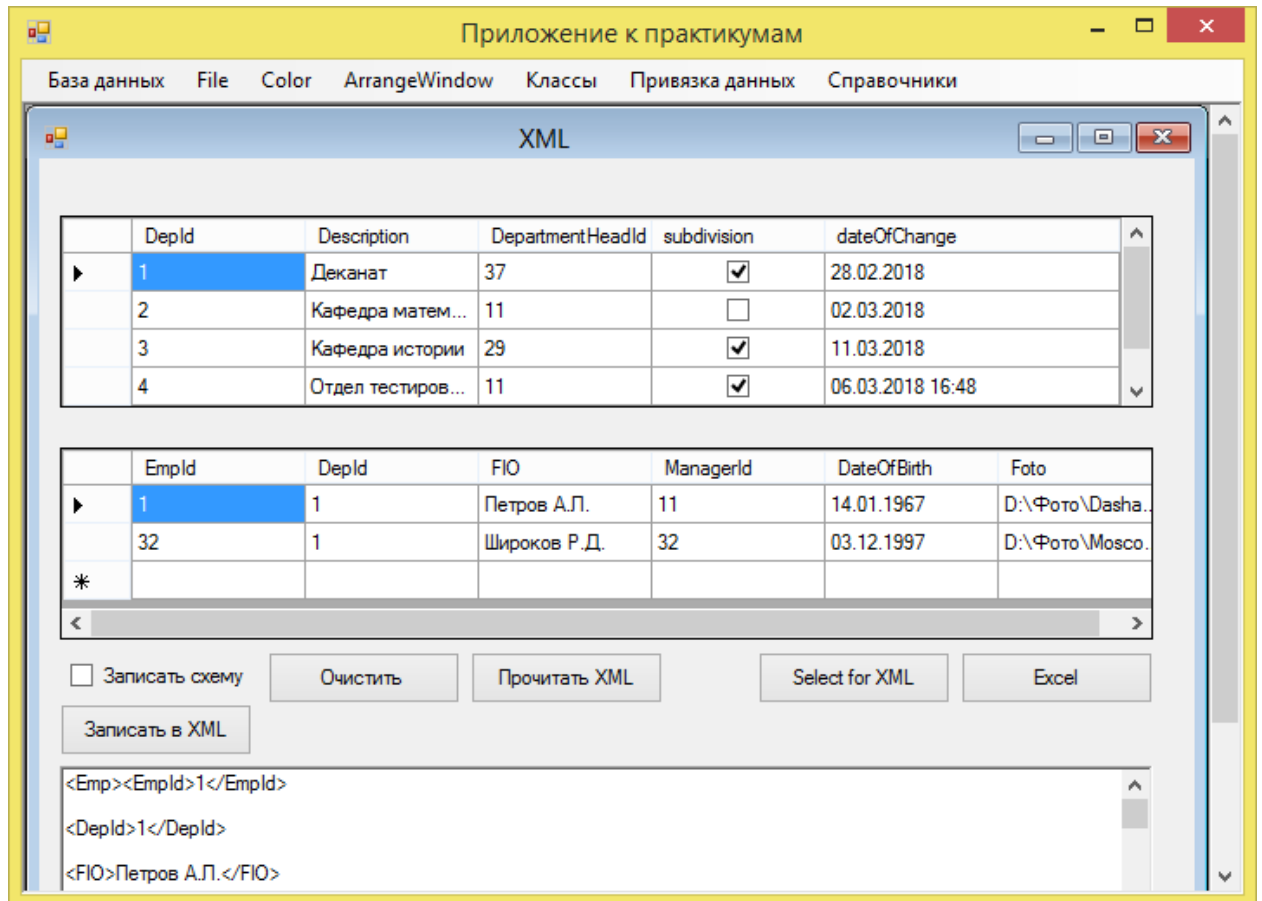 Приложение к практикумам
База данных File Color ArrangeWindow Классы Привязка данных Справочники
XML
DepId Description DepartmentHeadId subdivision dateOfChange
1 Деканат 37 28.02.2018
2 Кафедра матем... 11 02.03.2018
3 Кафедра истории 29 11.03.2018
4 Отдел тестиров... 11 06.03.2018 16:48
EmpId DepId FIO ManagerId DateOfBirth Foto
1 1 Петров А.П. 11 14.01.1967 D:\Фото\Dasha...
32 1 Широков Р.Д. 32 03.12.1997 D:\Фото\Mosco...
Записать схему Очистить Прочитать XML Select for XML Excel
Записать в XML
<Emp><EmpId>1</EmpId>
<DepId>1</DepId>
<FIO>Петров А.П.</FIO>